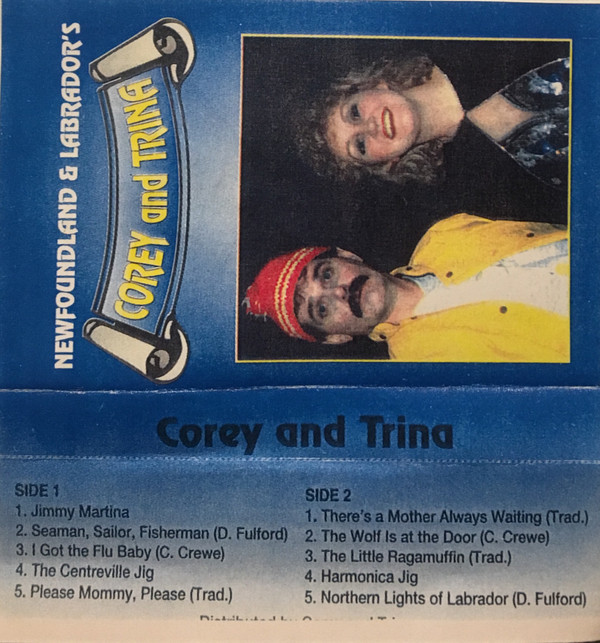 NEWFOUNDLAND & LABRADOR'S
COREY and TRINA
Corey and Trina
SIDE 1
1. Jimmy Martina
2. Seaman, Sailor, Fisherman (D. Fulford)
3. I Got the Flu Baby (C. Crewe)
4. The Centreville Jig
5. Please Mommy, Please (Trad.)
SIDE 2
1. There's a Mother Always Waiting (Trad.)
2. The Wolf Is at the Door (C. Crewe)
3. The Little Ragamuffin (Trad.)
4. Harmonica Jig
5. Northern Lights of Labrador (D. Fulford)